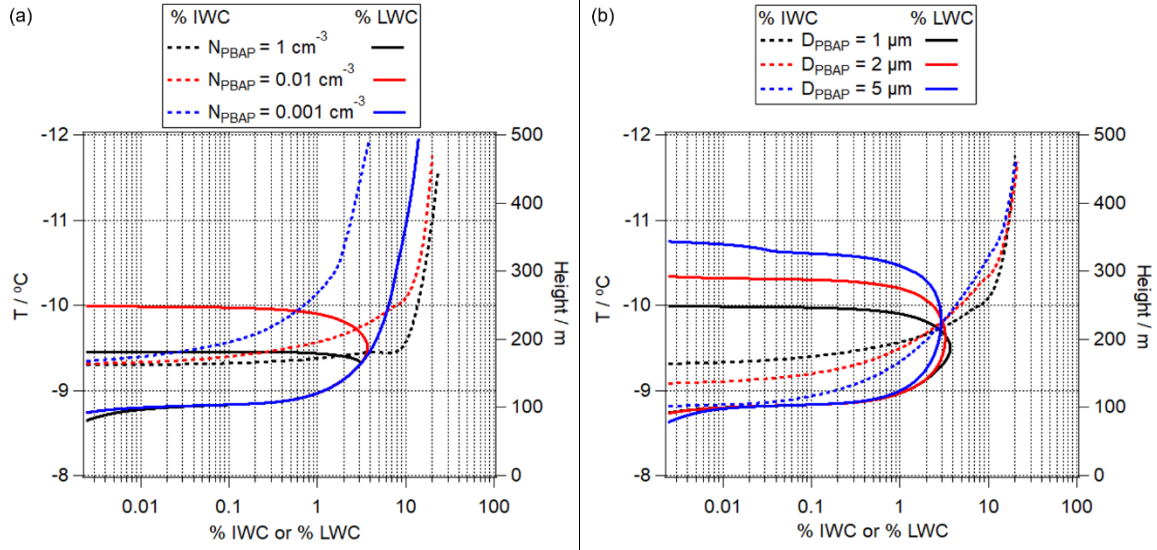 (a)
% IWC % LWC
N_PBAP = 1 cm⁻³
N_PBAP = 0.01 cm⁻³
N_PBAP = 0.001 cm⁻³
-12
-11
-10
-9
-8
T / ºC
500
400
300
200
100
0
Height / m
0.01 0.1 1 10 100
% IWC or % LWC
(b)
% IWC % LWC
D_PBAP = 1 µm
D_PBAP = 2 µm
D_PBAP = 5 µm
-12
-11
-10
-9
-8
T / ºC
500
400
300
200
100
0
Height / m
0.01 0.1 1 10 100
% IWC or % LWC